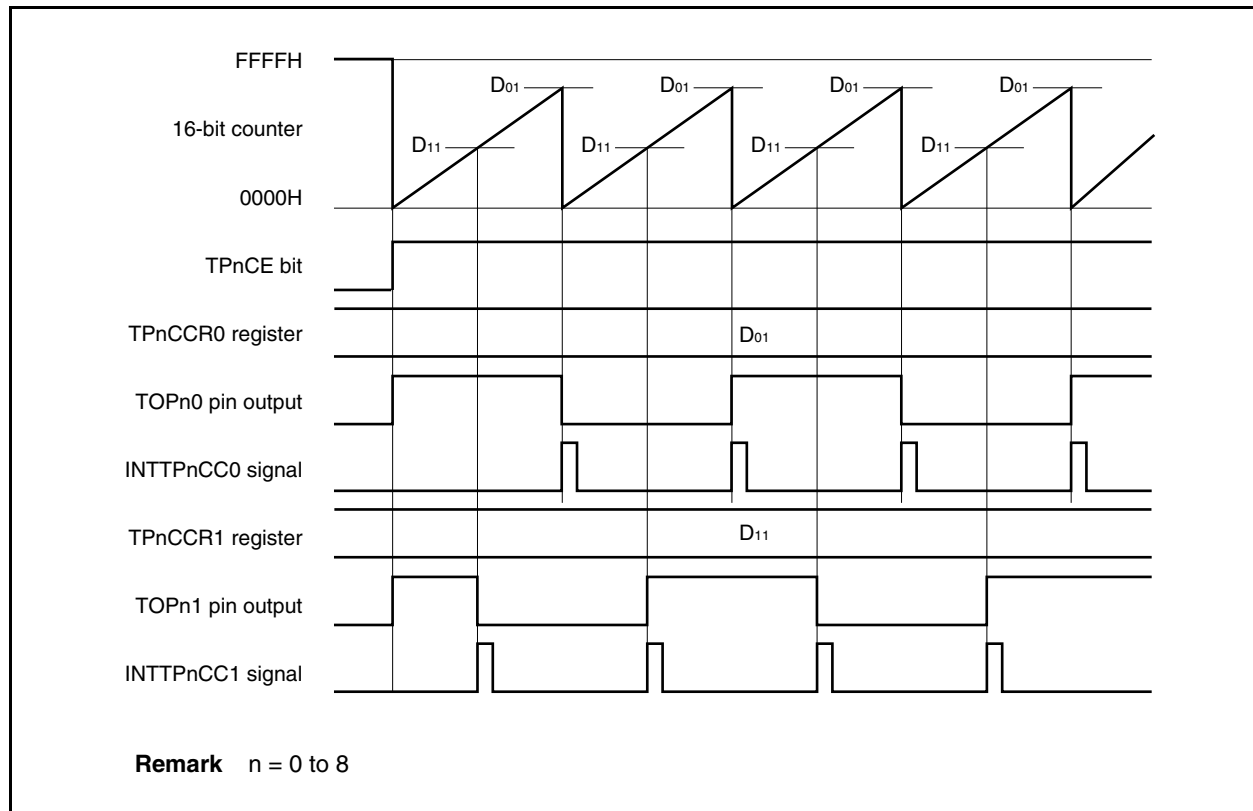 FFFFH
D01 D01 D01 D01
16-bit counter
D11 D11 D11 D11
0000H
TPnCE bit
TPnCCR0 register
D01
TOPn0 pin output
INTTPnCC0 signal
TPnCCR1 register
D11
TOPn1 pin output
INTTPnCC1 signal
Remark n = 0 to 8